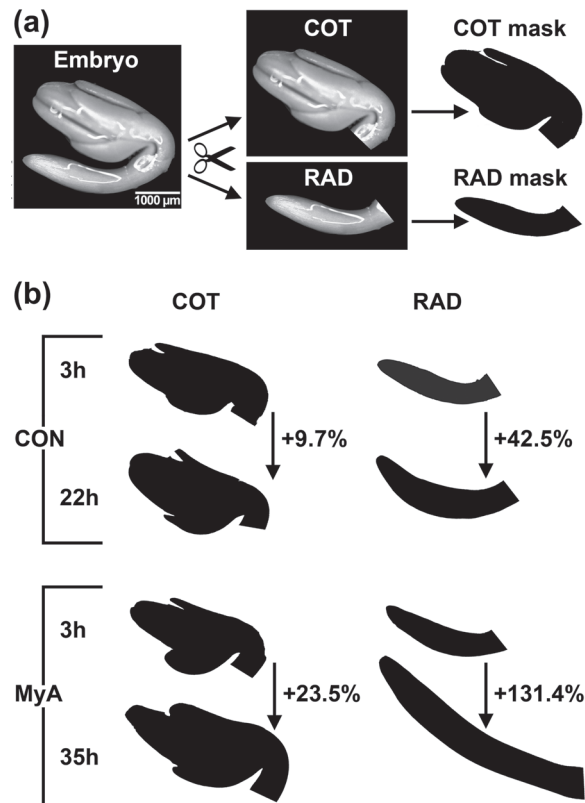 (a)
Embryo
1000 µm
COT
RAD
COT mask
RAD mask
(b)
COT
RAD
CON
3h
+9.7%
+42.5%
22h
MyA
3h
+23.5%
+131.4%
35h